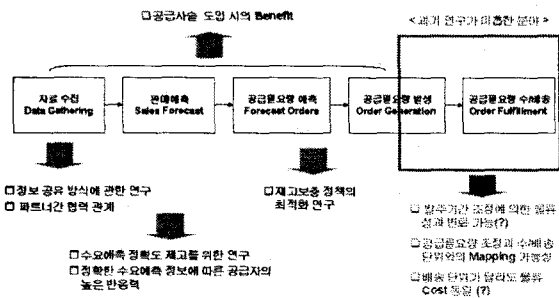 □ 공급사슬 도입 시의 Benefit
< 과거 연구가 미흡한 분야 >
자료 수집
Data Gathering
판매예측
Sales Forecast
공급필요량 예측
Forecast Orders
공급필요량 발생
Order Generation
공급필요량 수/배송
Order Fulfillment
□ 정보 공유 방식에 관한 연구
□ 파트너간 협력 관계
□ 재고보충 정책의
최적화 연구
□ 수요예측 정확도 제고를 위한 연구
□ 정확한 수요예측 정보에 따른 공급자의
높은 반응력
□ 발주기간 조정에 의한 물류
성과 변화 가능(?)
□ 공급필요량 조정과 수/배송
단위와의 Mapping 가능성
□ 배송 단위가 달라도 물류
Cost 동일 (?)